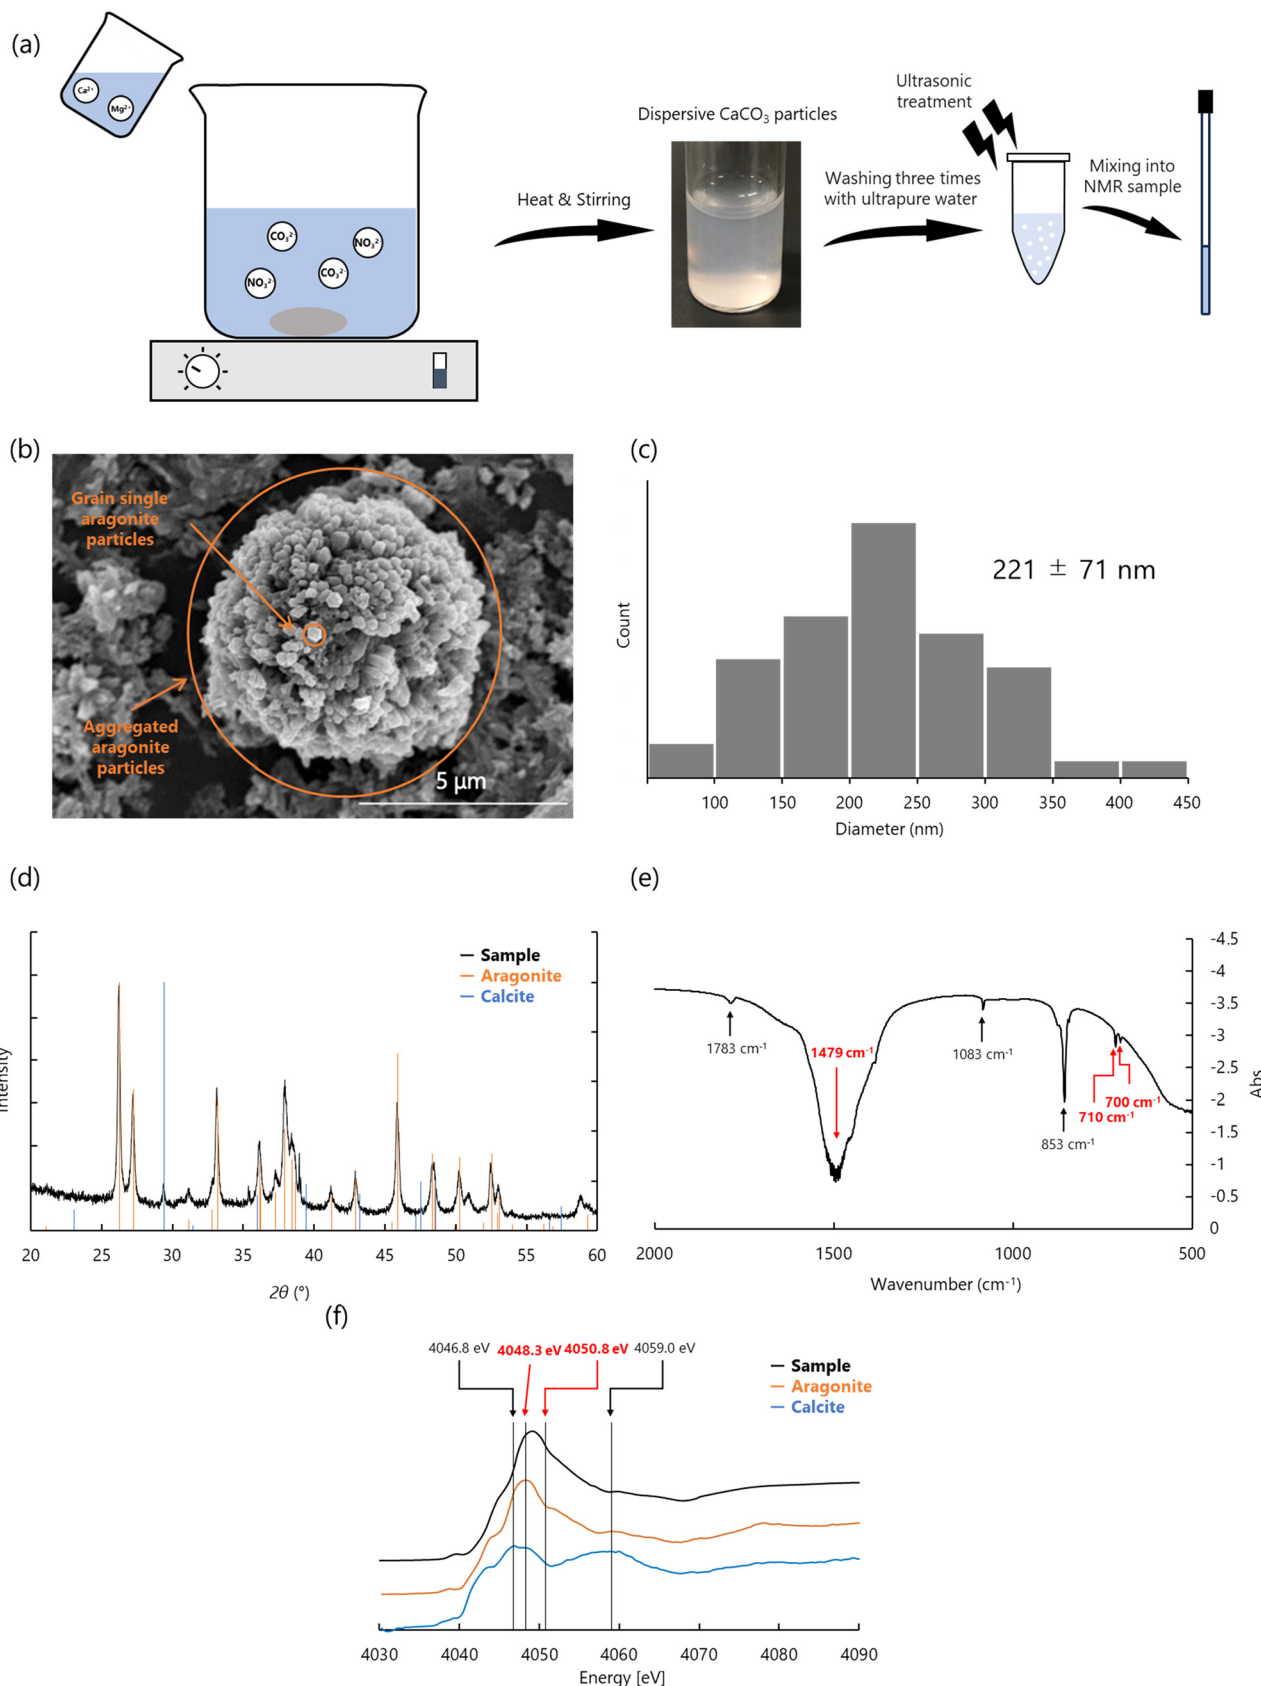 (a)
Ca²⁺
Mg²⁺
CO₃²⁻
NO₃²⁻
NO₃²⁻
CO₃²⁻
Heat & Stirring
Dispersive CaCO₃ particles
Washing three times
with ultrapure water
Ultrasonic
treatment
Mixing into
NMR sample
(b)
Grain single
aragonite
particles
Aggregated
aragonite
particles
5 μm
(c)
Count
221 ± 71 nm
100 150 200 250 300 350 400 450
Diameter (nm)
(d)
Intensity
Sample
Aragonite
Calcite
20 25 30 35 40 45 50 55 60
2θ (°)
(e)
1783 cm⁻¹
1479 cm⁻¹
1083 cm⁻¹
853 cm⁻¹
700 cm⁻¹
710 cm⁻¹
-4.5
-4
-3.5
-3
-2.5
-2
-1.5
-1
-0.5
0
Abs
2000 1500 1000 500
Wavenumber (cm⁻¹)
(f)
4046.8 eV 4048.3 eV 4050.8 eV 4059.0 eV
Sample
Aragonite
Calcite
4030 4040 4050 4060 4070 4080 4090
Energy [eV]